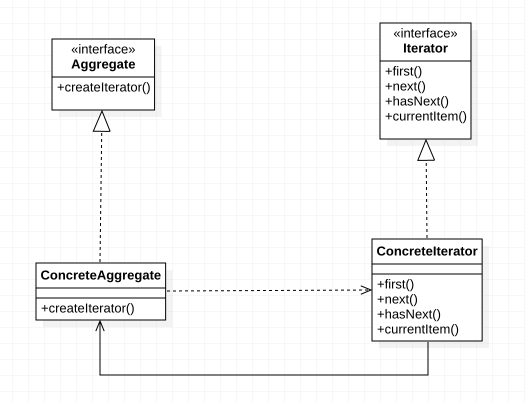 «interface»
Aggregate
+createIterator()
«interface»
Iterator
+first()
+next()
+hasNext()
+currentItem()
ConcreteAggregate
+createIterator()
ConcreteIterator
+first()
+next()
+hasNext()
+currentItem()